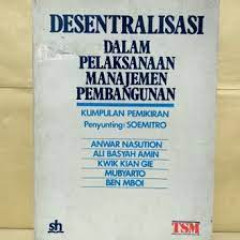 DESENTRALISASI
DALAM
PELAKSANAAN
MANAJEMEN
PEMBANGUNAN
KUMPULAN PEMIKIRAN
Penyunting: SOEMITRO
ANWAR NASUTION
ALI BASYAH AMIN
KWIK KIAN GIE
MUBYARTO
BEN MBOI
sh
TSM